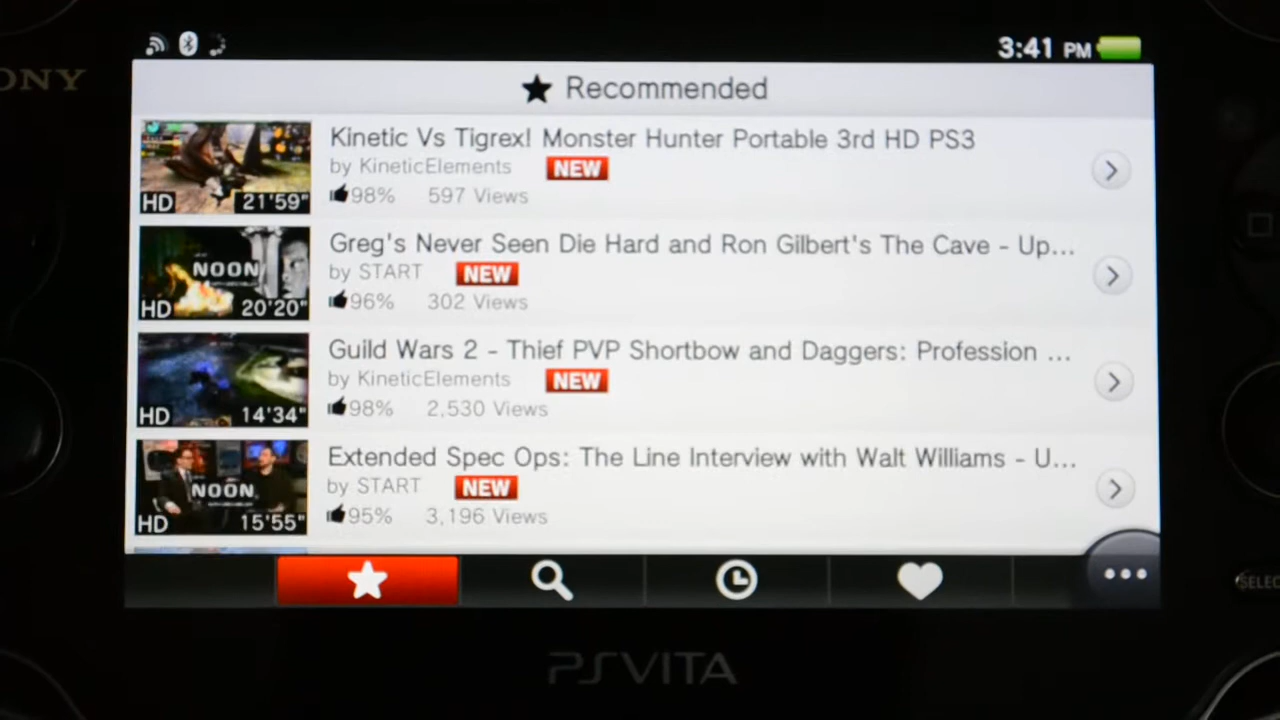 3:41 PM
ONY
Recommended
Kinetic Vs Tigrex! Monster Hunter Portable 3rd HD PS3
by KineticElements NEW
98% 597 Views
HD 21'59"
Greg's Never Seen Die Hard and Ron Gilbert's The Cave - Up...
by START NEW
96% 302 Views
NOON
HD 20'20"
Guild Wars 2 - Thief PVP Shortbow and Daggers: Profession ...
by KineticElements NEW
98% 2,530 Views
HD 14'34"
Extended Spec Ops: The Line Interview with Walt Williams - U...
by START NEW
95% 3,196 Views
NOON
HD 15'55"
SELEC
PSVITA